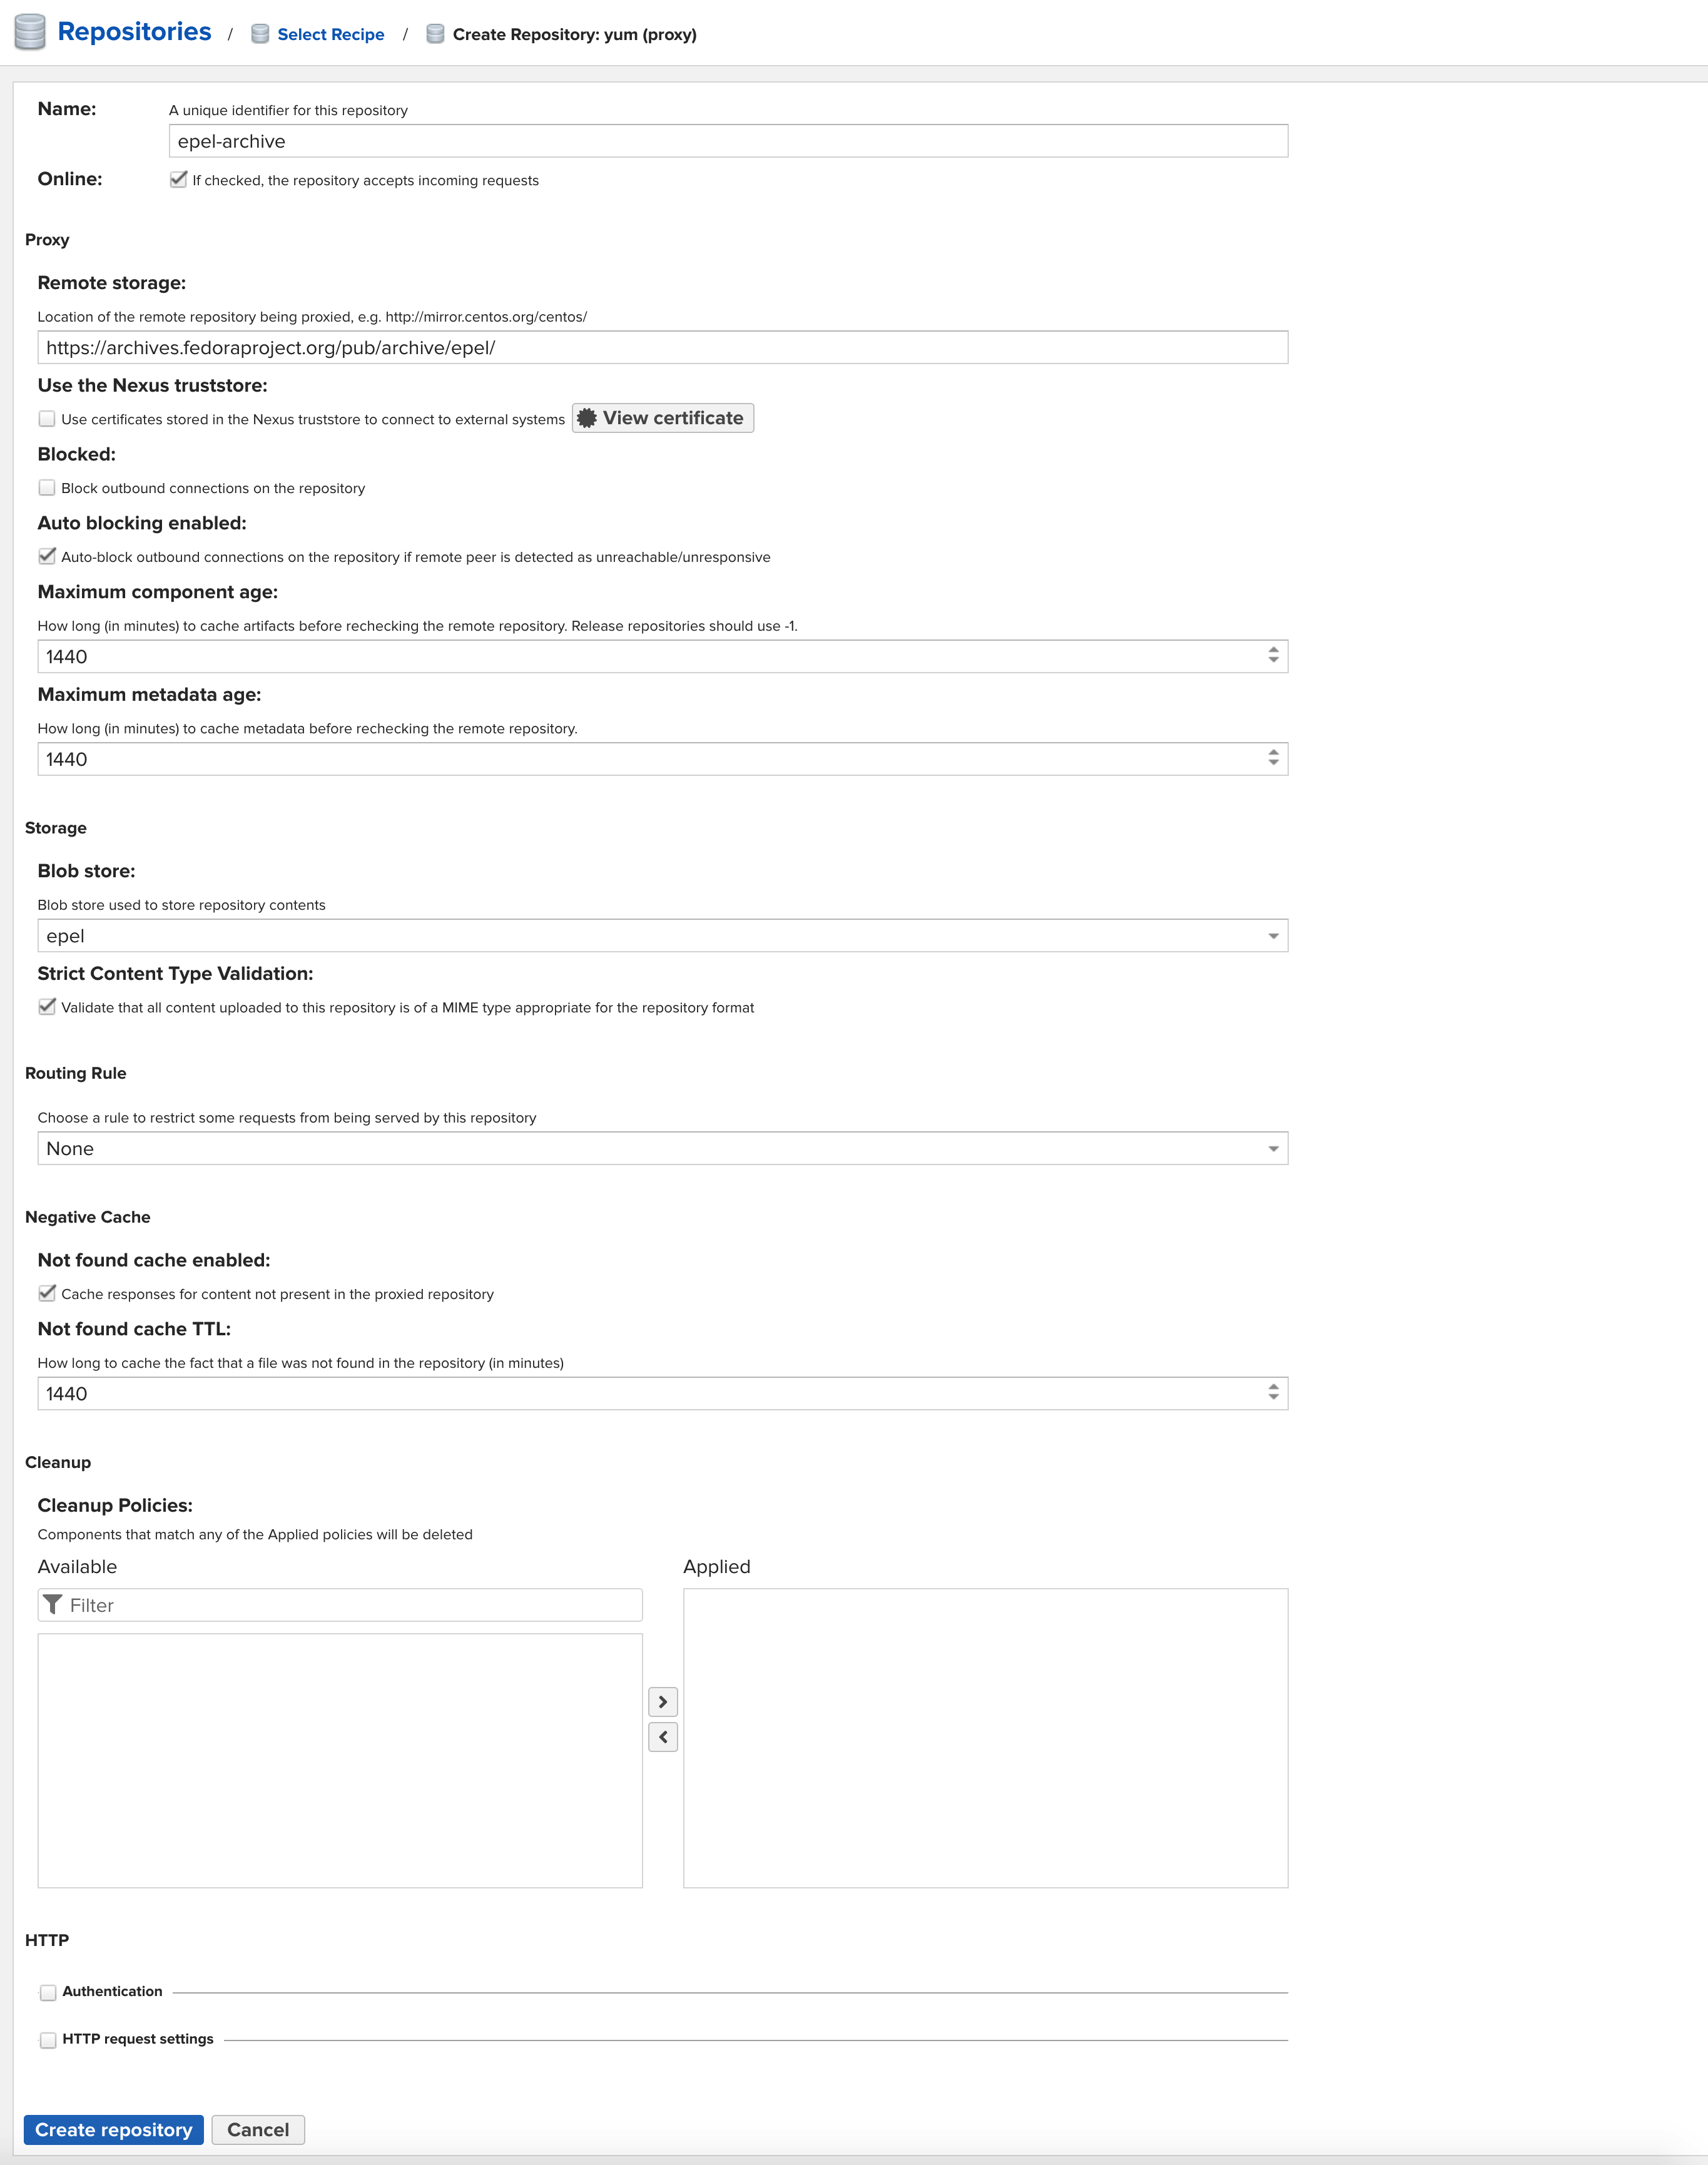 Repositories / Select Recipe / Create Repository: yum (proxy)
Name: A unique identifier for this repository
epel-archive
Online: If checked, the repository accepts incoming requests
Proxy
Remote storage:
Location of the remote repository being proxied, e.g. http://mirror.centos.org/centos/
https://archives.fedoraproject.org/pub/archive/epel/
Use the Nexus truststore:
Use certificates stored in the Nexus truststore to connect to external systems View certificate
Blocked:
Block outbound connections on the repository
Auto blocking enabled:
Auto-block outbound connections on the repository if remote peer is detected as unreachable/unresponsive
Maximum component age:
How long (in minutes) to cache artifacts before rechecking the remote repository. Release repositories should use -1.
1440
Maximum metadata age:
How long (in minutes) to cache metadata before rechecking the remote repository.
1440
Storage
Blob store:
Blob store used to store repository contents
epel
Strict Content Type Validation:
Validate that all content uploaded to this repository is of a MIME type appropriate for the repository format
Routing Rule
Choose a rule to restrict some requests from being served by this repository
None
Negative Cache
Not found cache enabled:
Cache responses for content not present in the proxied repository
Not found cache TTL:
How long to cache the fact that a file was not found in the repository (in minutes)
1440
Cleanup
Cleanup Policies:
Components that match any of the Applied policies will be deleted
Available Applied
Filter
HTTP
Authentication
HTTP request settings
Create repository Cancel